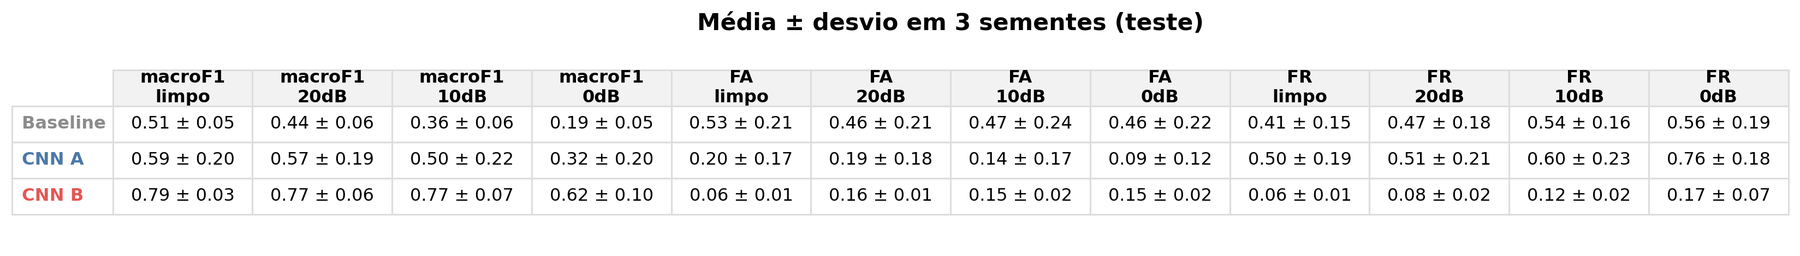 Média ± desvio em 3 sementes (teste)
macroF1 limpo macroF1 20dB macroF1 10dB macroF1 0dB FA limpo FA 20dB FA 10dB FA 0dB FR limpo FR 20dB FR 10dB FR 0dB
Baseline 0.51 ± 0.05 0.44 ± 0.06 0.36 ± 0.06 0.19 ± 0.05 0.53 ± 0.21 0.46 ± 0.21 0.47 ± 0.24 0.46 ± 0.22 0.41 ± 0.15 0.47 ± 0.18 0.54 ± 0.16 0.56 ± 0.19
CNN A 0.59 ± 0.20 0.57 ± 0.19 0.50 ± 0.22 0.32 ± 0.20 0.20 ± 0.17 0.19 ± 0.18 0.14 ± 0.17 0.09 ± 0.12 0.50 ± 0.19 0.51 ± 0.21 0.60 ± 0.23 0.76 ± 0.18
CNN B 0.79 ± 0.03 0.77 ± 0.06 0.77 ± 0.07 0.62 ± 0.10 0.06 ± 0.01 0.16 ± 0.01 0.15 ± 0.02 0.15 ± 0.02 0.06 ± 0.01 0.08 ± 0.02 0.12 ± 0.02 0.17 ± 0.07